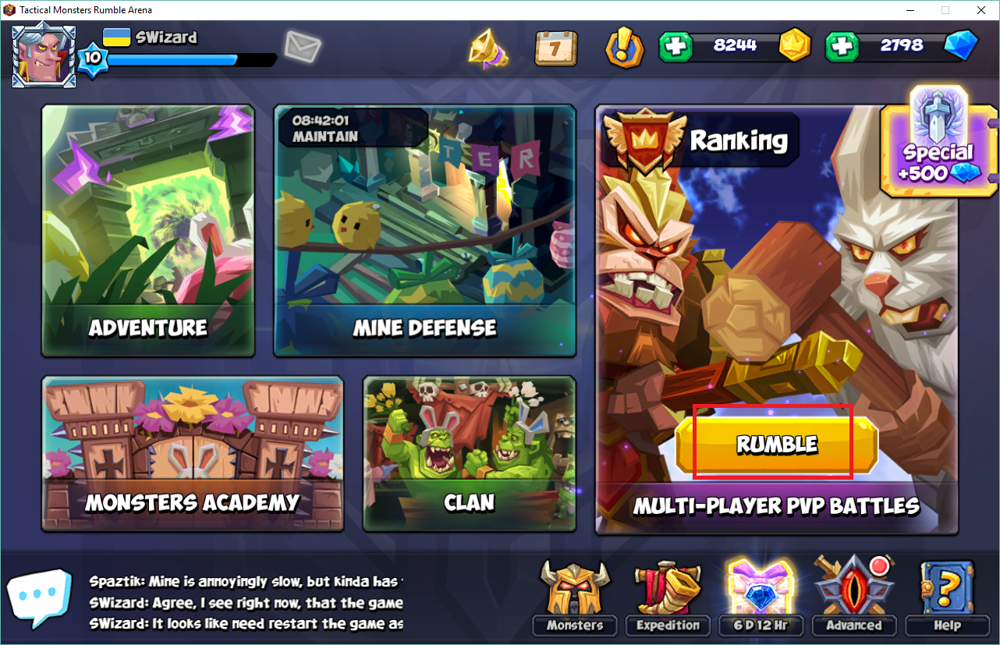 Tactical Monsters Rumble Arena
SWizard
10
7
8244
2798
08:42:01
MAINTAIN
TER
Ranking
Special
+500
ADVENTURE
MINE DEFENSE
RUMBLE
MONSTERS ACADEMY
CLAN
MULTI-PLAYER PVP BATTLES
Spaztik: Mine is annoyingly slow, but kinda has
SWizard: Agree, I see right now, that the game
SWizard: It looks like need restart the game as
Monsters
Expedition
6 D 12 Hr
Advanced
Help